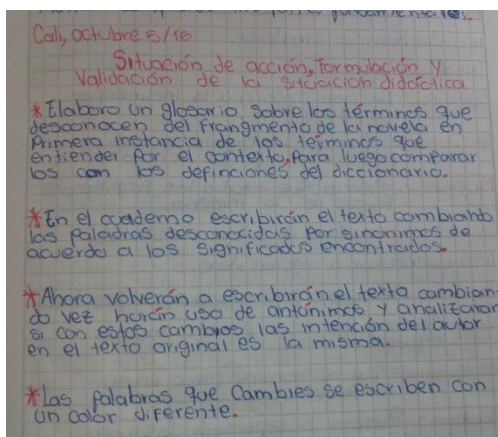 Cali, octubre 5/16
Situación de acción, Formulación y
Validación de la situación didáctica
* Elaboro un glosario sobre los términos que
desconocen del frangmento de la novela en
Primera instancia de los términos que
entiender por el contexto, Para luego comparar
los con los definciones del diccionario.
* En el cuaderno escribirán el texto cambiando
las Paladras desconocidas por sinonimos de
acuerdo a los significados encontrados.
* Ahora volverán a escribirán el texto cambian
do vez harán uso de antónimos y analizaran
si con estos cambios las intención del autor
en el texto original es la misma.
* Las palabras que Cambies se escriben con
un color diferente.